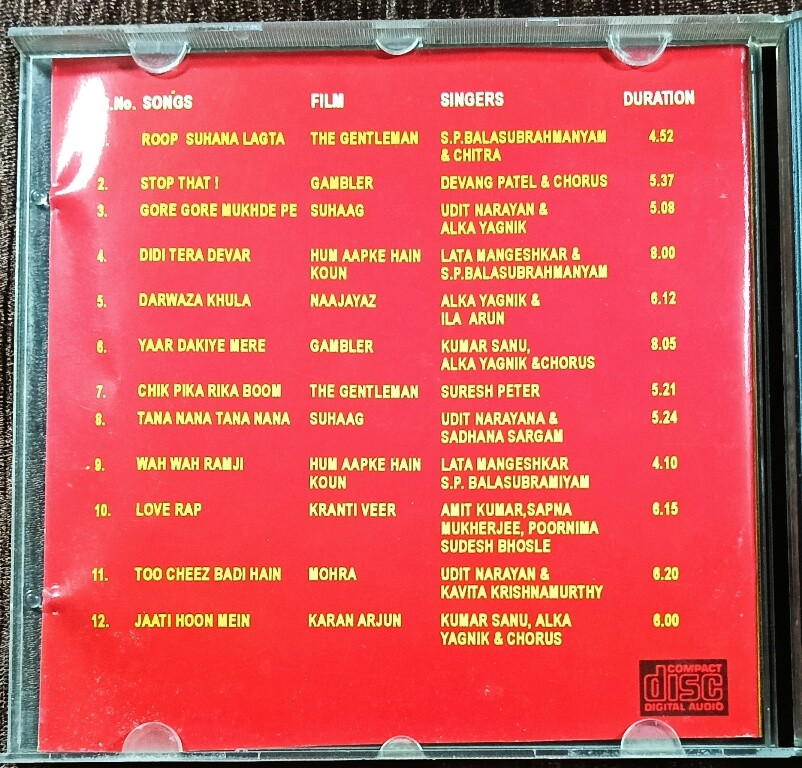 .No. SONGS FILM SINGERS DURATION
ROOP SUHANA LAGTA THE GENTLEMAN S.P.BALASUBRAHMANYAM 4.52
& CHITRA
2. STOP THAT ! GAMBLER DEVANG PATEL & CHORUS 5.37
3. GORE GORE MUKHDE PE SUHAAG UDIT NARAYAN & 5.08
ALKA YAGNIK
4. DIDI TERA DEVAR HUM AAPKE HAIN LATA MANGESHKAR & 8.00
KOUN S.P.BALASUBRAHMANYAM
5. DARWAZA KHULA NAAJAYAZ ALKA YAGNIK & 6.12
ILA ARUN
6. YAAR DAKIYE MERE GAMBLER KUMAR SANU, 8.05
ALKA YAGNIK &CHORUS
7. CHIK PIKA RIKA BOOM THE GENTLEMAN SURESH PETER 5.21
8. TANA NANA TANA NANA SUHAAG UDIT NARAYANA & 5.24
SADHANA SARGAM
9. WAH WAH RAMJI HUM AAPKE HAIN LATA MANGESHKAR 4.10
KOUN S.P. BALASUBRAMIYAM
10. LOVE RAP KRANTI VEER AMIT KUMAR,SAPNA 6.15
MUKHERJEE, POORNIMA
SUDESH BHOSLE
11. TOO CHEEZ BADI HAIN MOHRA UDIT NARAYAN & 6.20
KAVITA KRISHNAMURTHY
12. JAATI HOON MEIN KARAN ARJUN KUMAR SANU, ALKA 6.00
YAGNIK & CHORUS
COMPACT
disc
DIGITAL AUDIO